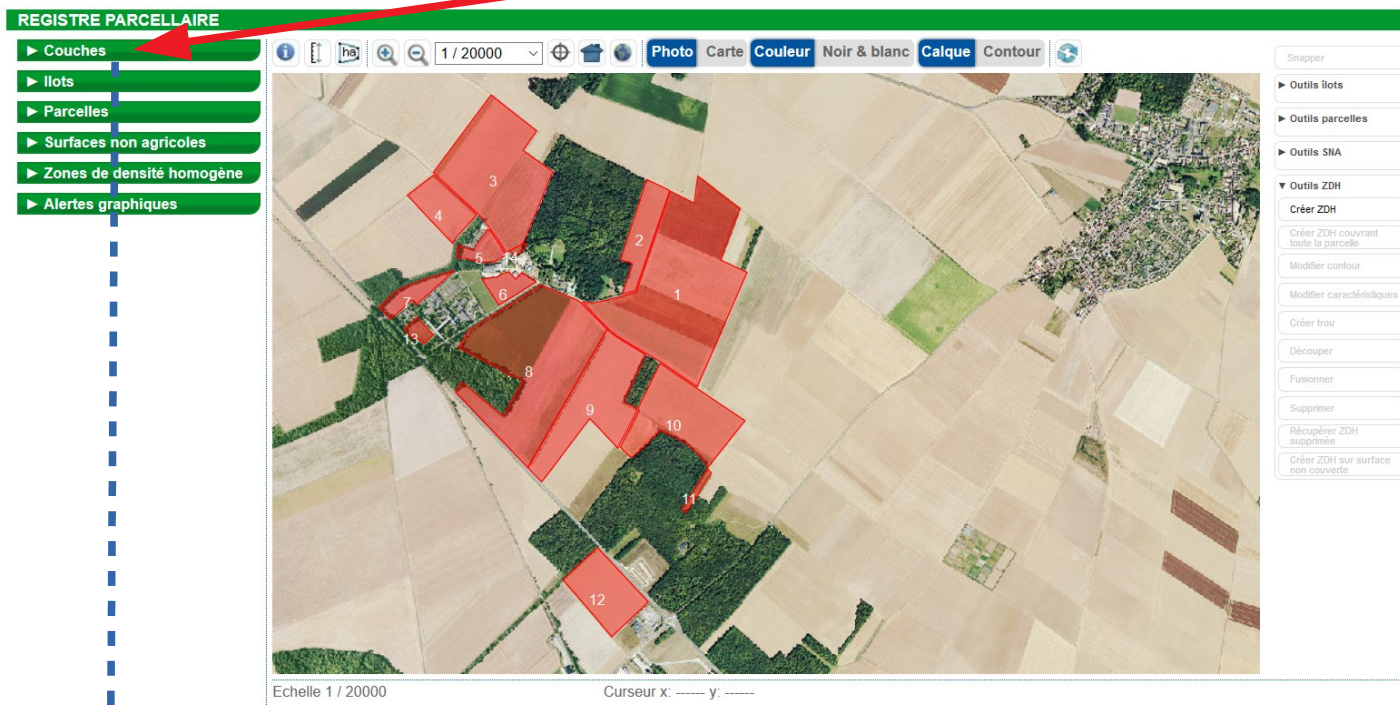 REGISTRE PARCELLAIRE
► Couches
► Ilots
► Parcelles
► Surfaces non agricoles
► Zones de densité homogène
► Alertes graphiques
ha
1 / 20000
Photo Carte Couleur Noir & blanc Calque Contour
3
4
5
14
2
1
7
6
13
8
9
10
11
12
Echelle 1 / 20000
Curseur x: ------ y: ------
Snapper
► Outils îlots
► Outils parcelles
► Outils SNA
▼ Outils ZDH
Créer ZDH
Créer ZDH couvrant
toute la parcelle
Modifier contour
Modifier caractéristiques
Créer trou
Découper
Fusionner
Supprimer
Récupérer ZDH
supprimée
Créer ZDH sur surface
non couverte